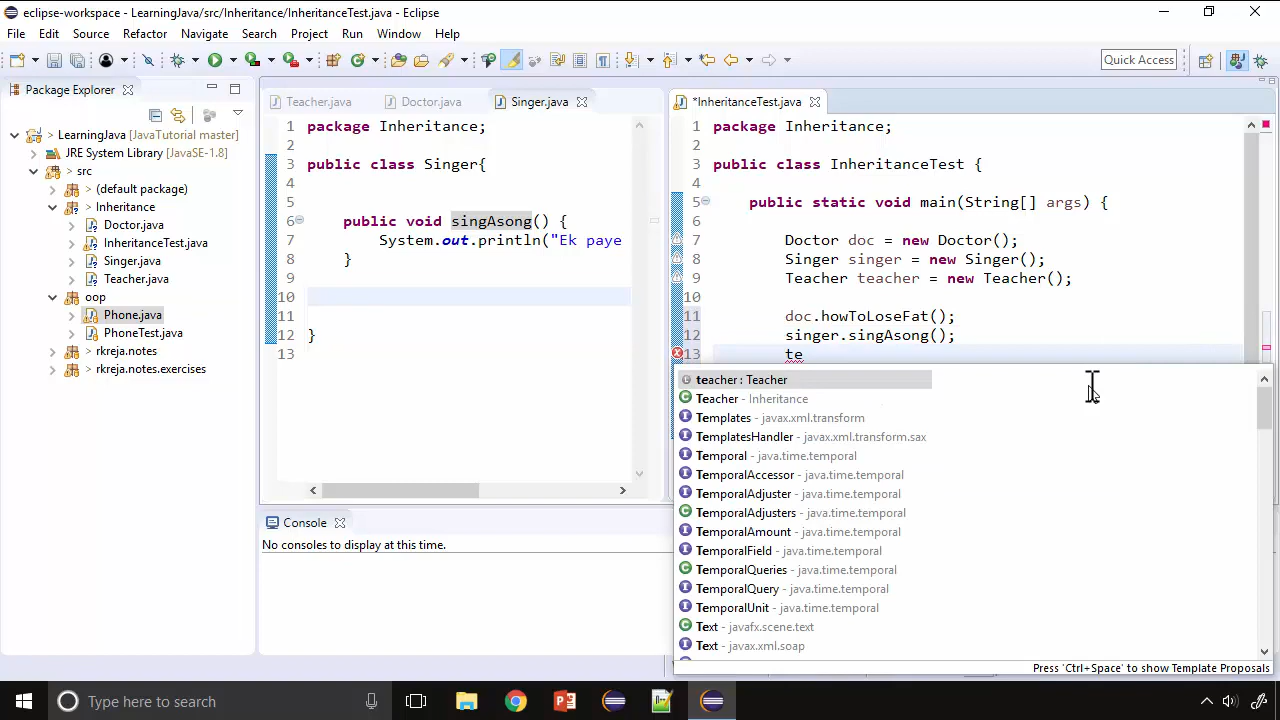 eclipse-workspace - LearningJava/src/Inheritance/InheritanceTest.java - Eclipse
File Edit Source Refactor Navigate Search Project Run Window Help
Quick Access
Package Explorer
LearningJava [JavaTutorial master]
JRE System Library [JavaSE-1.8]
src
> (default package)
> Inheritance
Doctor.java
InheritanceTest.java
Singer.java
Teacher.java
oop
> Phone.java
> PhoneTest.java
> rkreja.notes
> rkreja.notes.exercises
Teacher.java Doctor.java Singer.java
1 package Inheritance;
2
3 public class Singer{
4
5
6 public void singAsong() {
7 System.out.println("Ek paye
8 }
9
10
11
12 }
13
*InheritanceTest.java
1 package Inheritance;
2
3 public class InheritanceTest {
4
5 public static void main(String[] args) {
6
7 Doctor doc = new Doctor();
8 Singer singer = new Singer();
9 Teacher teacher = new Teacher();
10
11 doc.howToLoseFat();
12 singer.singAsong();
13 te
teacher : Teacher
Teacher - Inheritance
Templates - javax.xml.transform
TemplatesHandler - javax.xml.transform.sax
Temporal - java.time.temporal
TemporalAccessor - java.time.temporal
TemporalAdjuster - java.time.temporal
TemporalAdjusters - java.time.temporal
TemporalAmount - java.time.temporal
TemporalField - java.time.temporal
TemporalQueries - java.time.temporal
TemporalQuery - java.time.temporal
TemporalUnit - java.time.temporal
Text - javafx.scene.text
Text - javax.xml.soap
Press 'Ctrl+Space' to show Template Proposals
Console
No consoles to display at this time.
Type here to search